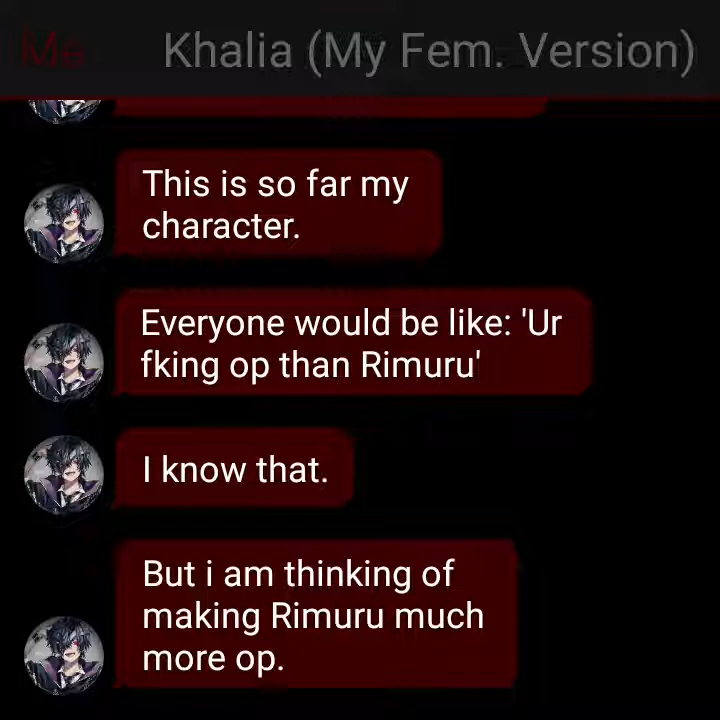 Me Khalia (My Fem. Version)
This is so far my
character.
Everyone would be like: 'Ur
fking op than Rimuru'
I know that.
But i am thinking of
making Rimuru much
more op.